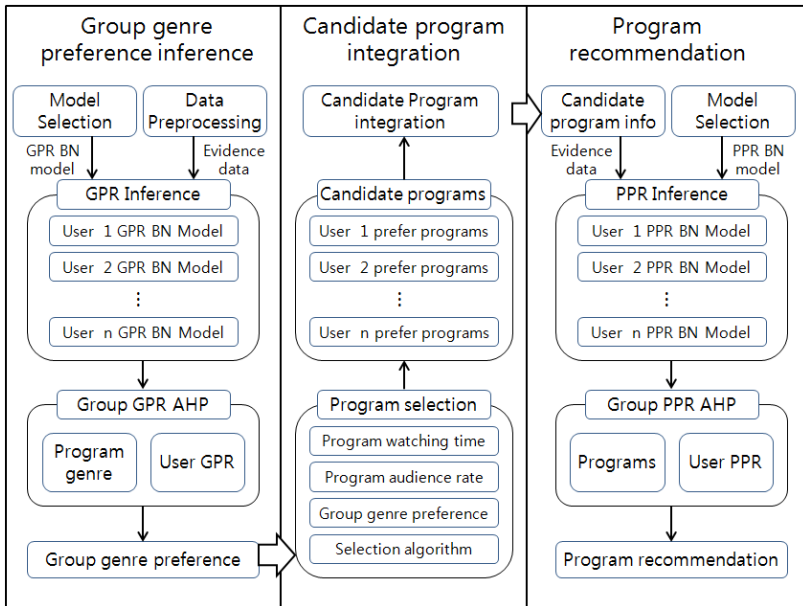 Group genre
preference inference
Model
Selection
Data
Preprocessing
GPR BN
model
Evidence
data
GPR Inference
User 1 GPR BN Model
User 2 GPR BN Model
⋮
User n GPR BN Model
Group GPR AHP
Program
genre
User GPR
Group genre preference
Candidate program
integration
Candidate Program
integration
Candidate programs
User 1 prefer programs
User 2 prefer programs
⋮
User n prefer programs
Program selection
Program watching time
Program audience rate
Group genre preference
Selection algorithm
Program
recommendation
Candidate
program info
Model
Selection
Evidence
data
PPR BN
model
PPR Inference
User 1 PPR BN Model
User 2 PPR BN Model
⋮
User n PPR BN Model
Group PPR AHP
Programs
User PPR
Program recommendation